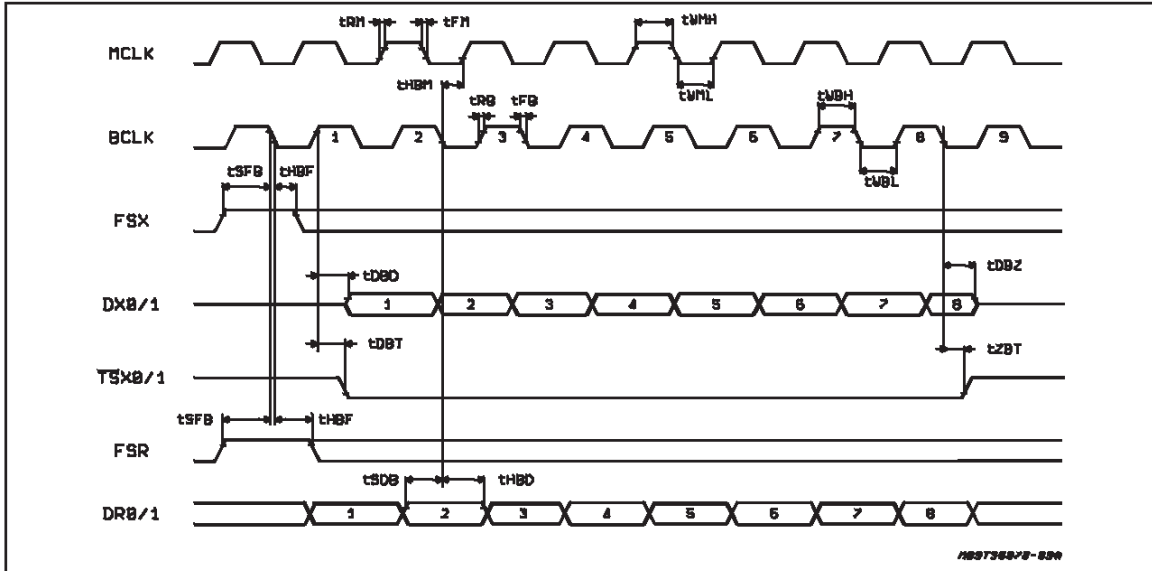 tRM tFM tWMH
MCLK
tHBM tWML
tRB tFB tWBH
BCLK 1 2 3 4 5 6 7 8 9
tSFB tHBF tWBL
FSX
tDBD tDBZ
DX0/1 1 2 3 4 5 6 7 8
tDBT tZBT
TSX0/1
tSFB tHBF
FSR
tSDB tHBD
DR0/1 1 2 3 4 5 6 7 8